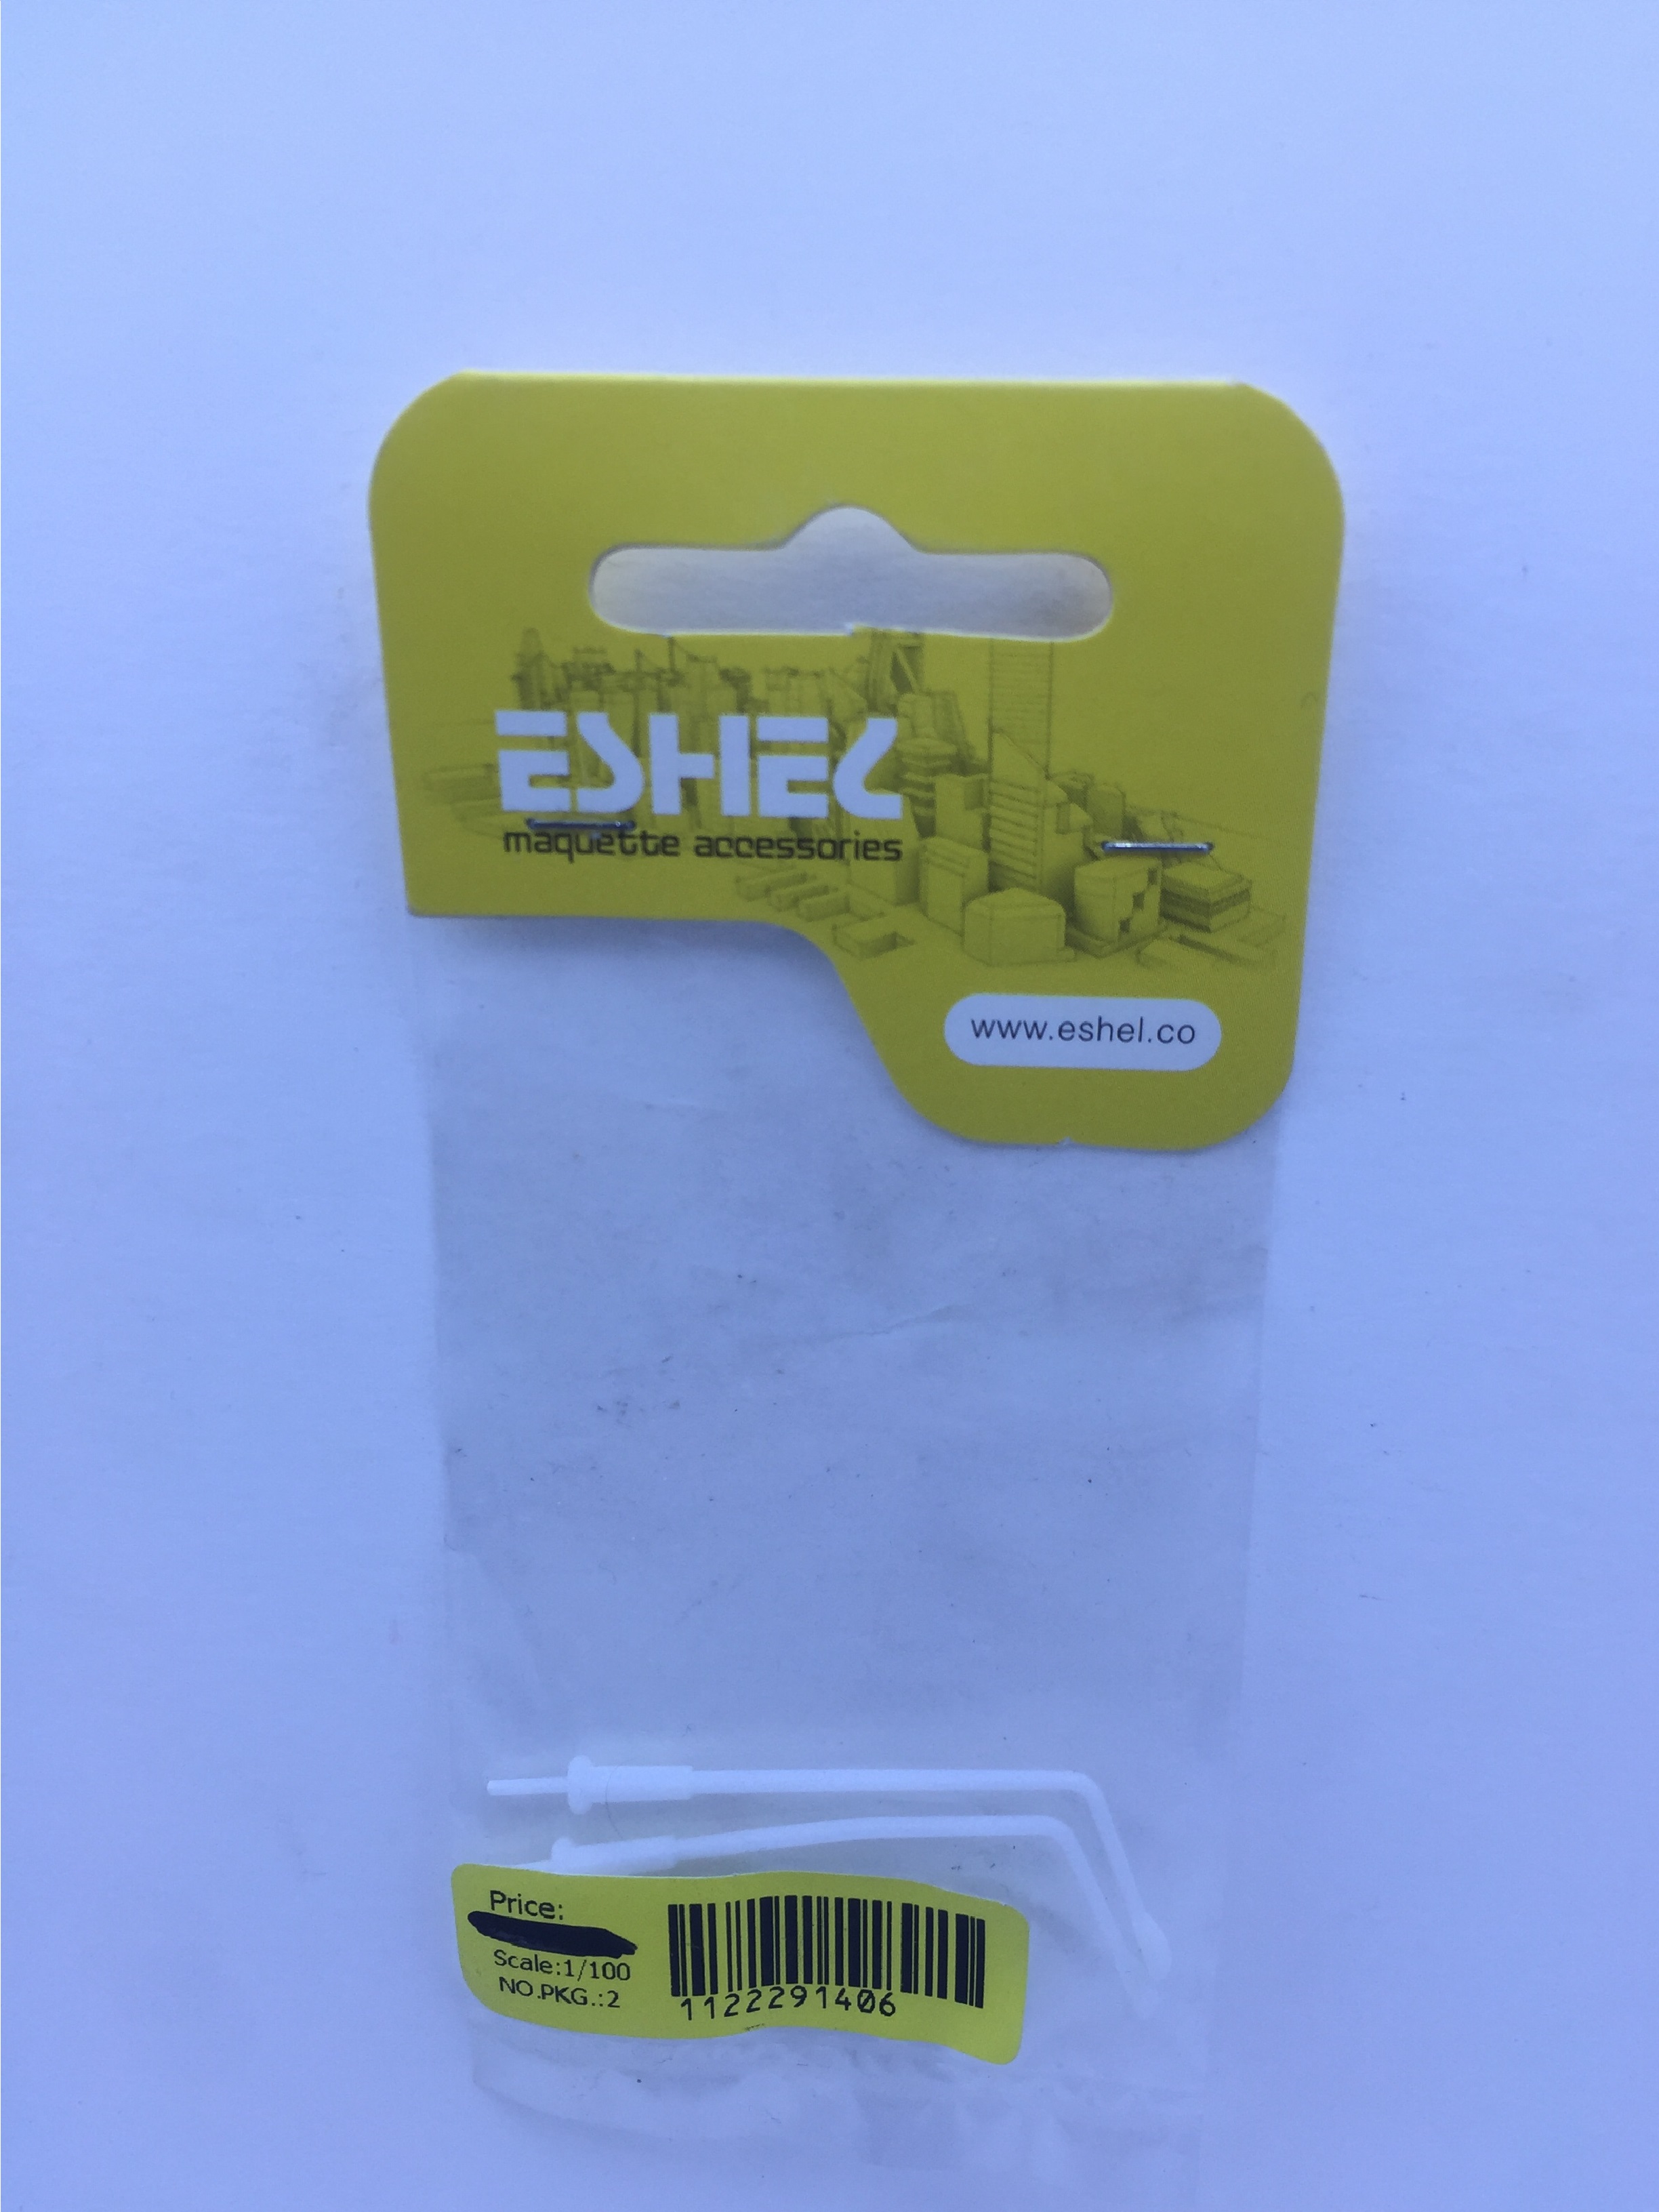 ESHEL
maquette accessories
www.eshel.co
Price:
Scale:1/100
NO.PKG.:2
1122291406